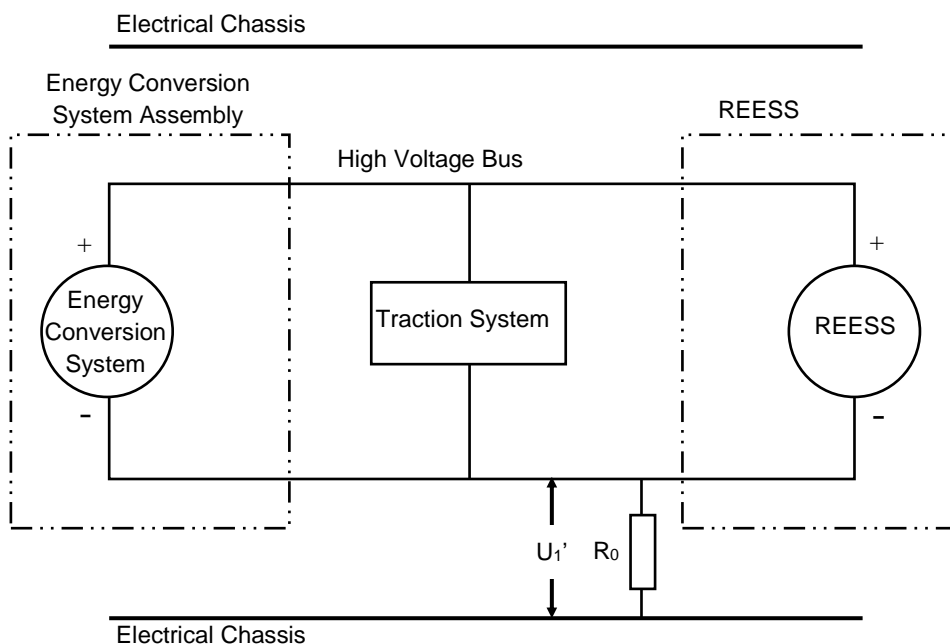 Electrical Chassis
Energy Conversion
System Assembly
REESS
High Voltage Bus
+
+
Energy
Conversion
System
Traction System
REESS
-
-
U₁’
R₀
Electrical Chassis